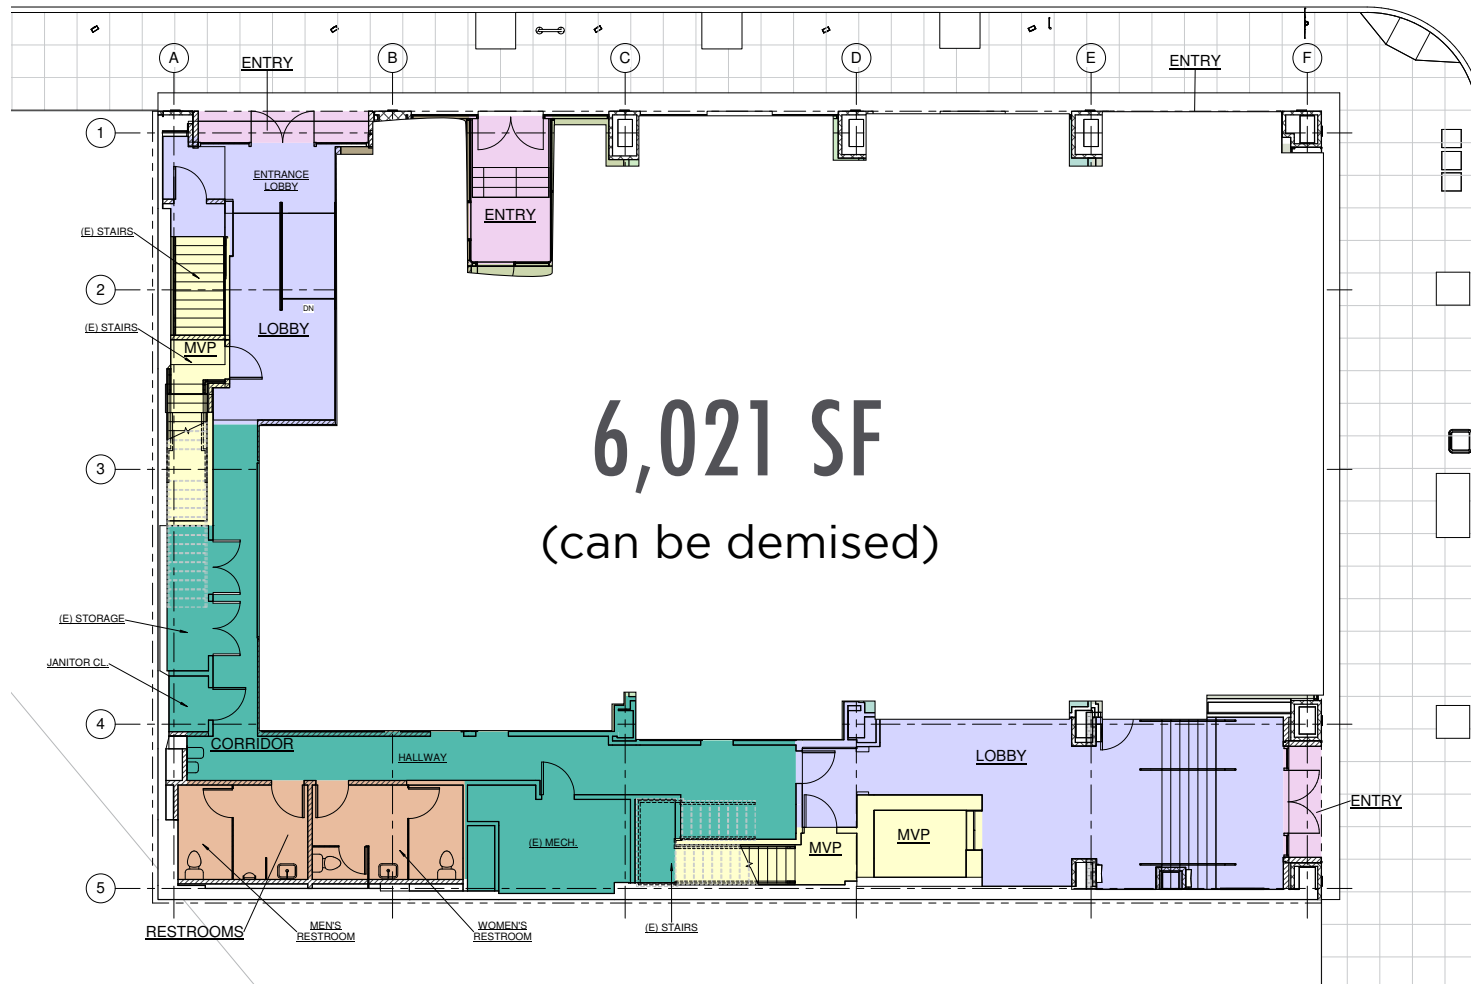 A
B
C
D
E
F
ENTRY
ENTRY
1
ENTRANCE
LOBBY
ENTRY
(E) STAIRS
2
DN
LOBBY
(E) STAIRS
MVP
6,021 SF
3
(can be demised)
(E) STORAGE
JANITOR CL.
4
CORRIDOR
HALLWAY
LOBBY
ENTRY
MVP
(E) MECH.
MVP
5
RESTROOMS
MEN'S
RESTROOM
WOMEN'S
RESTROOM
(E) STAIRS